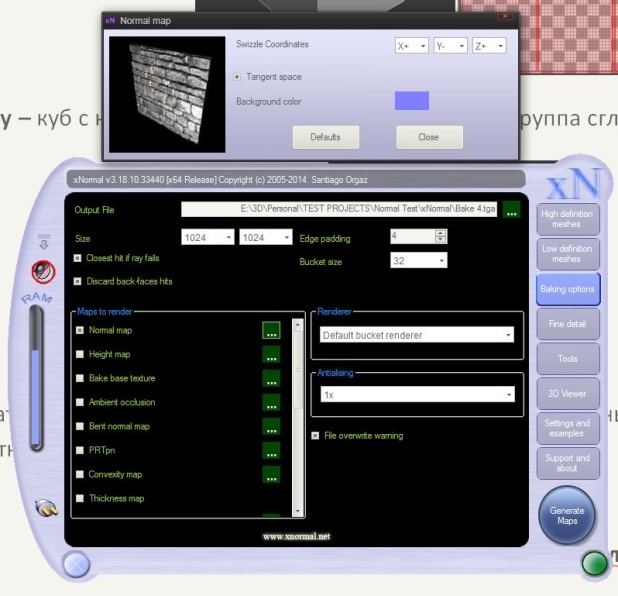 xN Normal map
Swizzle Coordinates
X+
Y-
Z+
Tangent space
Background color
Defaults
Close
у – куб с
руппа сгл
xNormal v3.18.10.33440 [x64 Release] Copyright (c) 2005-2014. Santiago Orgaz
xN
Output File
E:\3D\Personal\TEST PROJECTS\Normal Test\xNormal\Bake 4.tga
...
Size
1024
1024
Edge padding
4
Closest hit if ray fails
Bucket size
32
Discard back-faces hits
RAM
Maps to render
Normal map
...
Height map
...
Bake base texture
...
Ambient occlusion
...
Bent normal map
...
PRTpn
...
Convexity map
...
Thickness map
Renderer
Default bucket renderer
Antialising
1x
File overwrite warning
High definition
meshes
Low definition
meshes
Baking options
Fine detail
Tools
3D Viewer
Settings and
examples
Support and
about
Generate
Maps
www.xnormal.net